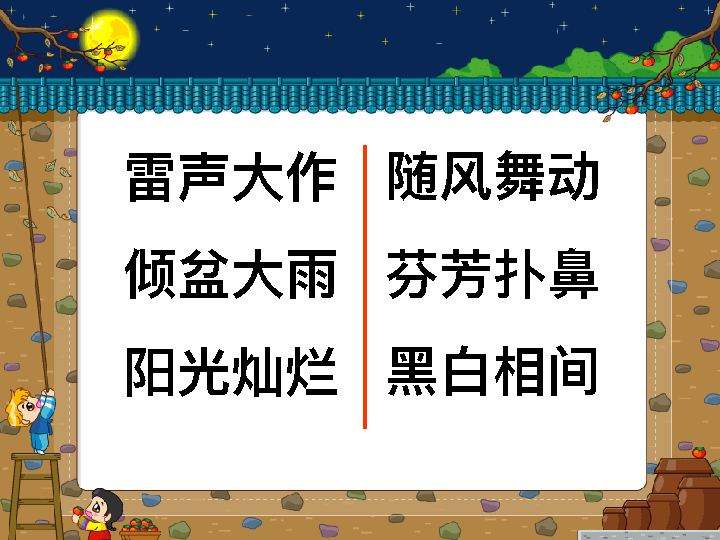 雷声大作
倾盆大雨
阳光灿烂
随风舞动
芬芳扑鼻
黑白相间